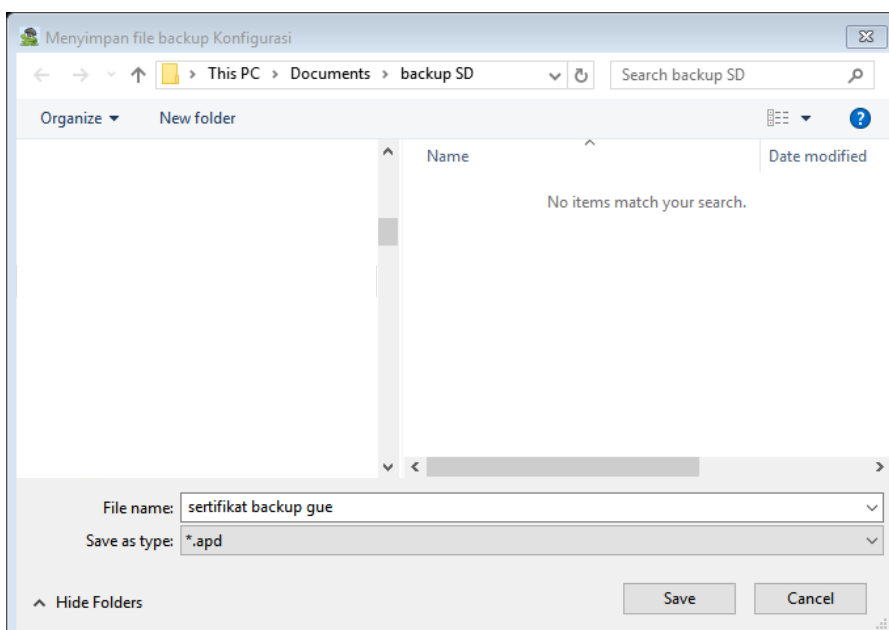 Menyimpan file backup Konfigurasi
This PC > Documents > backup SD
Search backup SD
Organize
New folder
?
Name
Date modified
No items match your search.
File name: sertifikat backup gue
Save as type: *.apd
Hide Folders
Save
Cancel